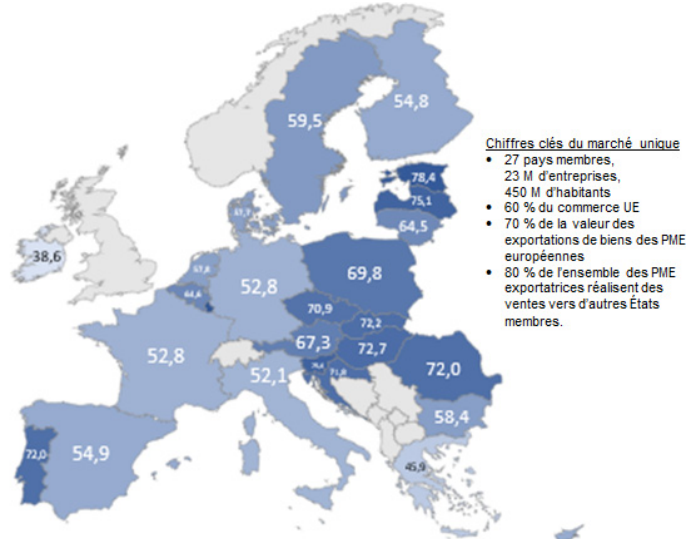 59,5
54,8
Chiffres clés du marché unique
• 27 pays membres,
23 M d'entreprises,
450 M d'habitants
• 60 % du commerce UE
• 70 % de la valeur des
exportations de biens des PME
européennes
• 80 % de l'ensemble des PME
exportatrices réalisent des
ventes vers d'autres États
membres.
78,4
75,1
64,5
57,7
38,6
57,8
52,8
69,8
64,6
70,9
72,2
52,8
67,3
72,7
52,1
71,8
72,0
58,4
72,0
54,9
45,9